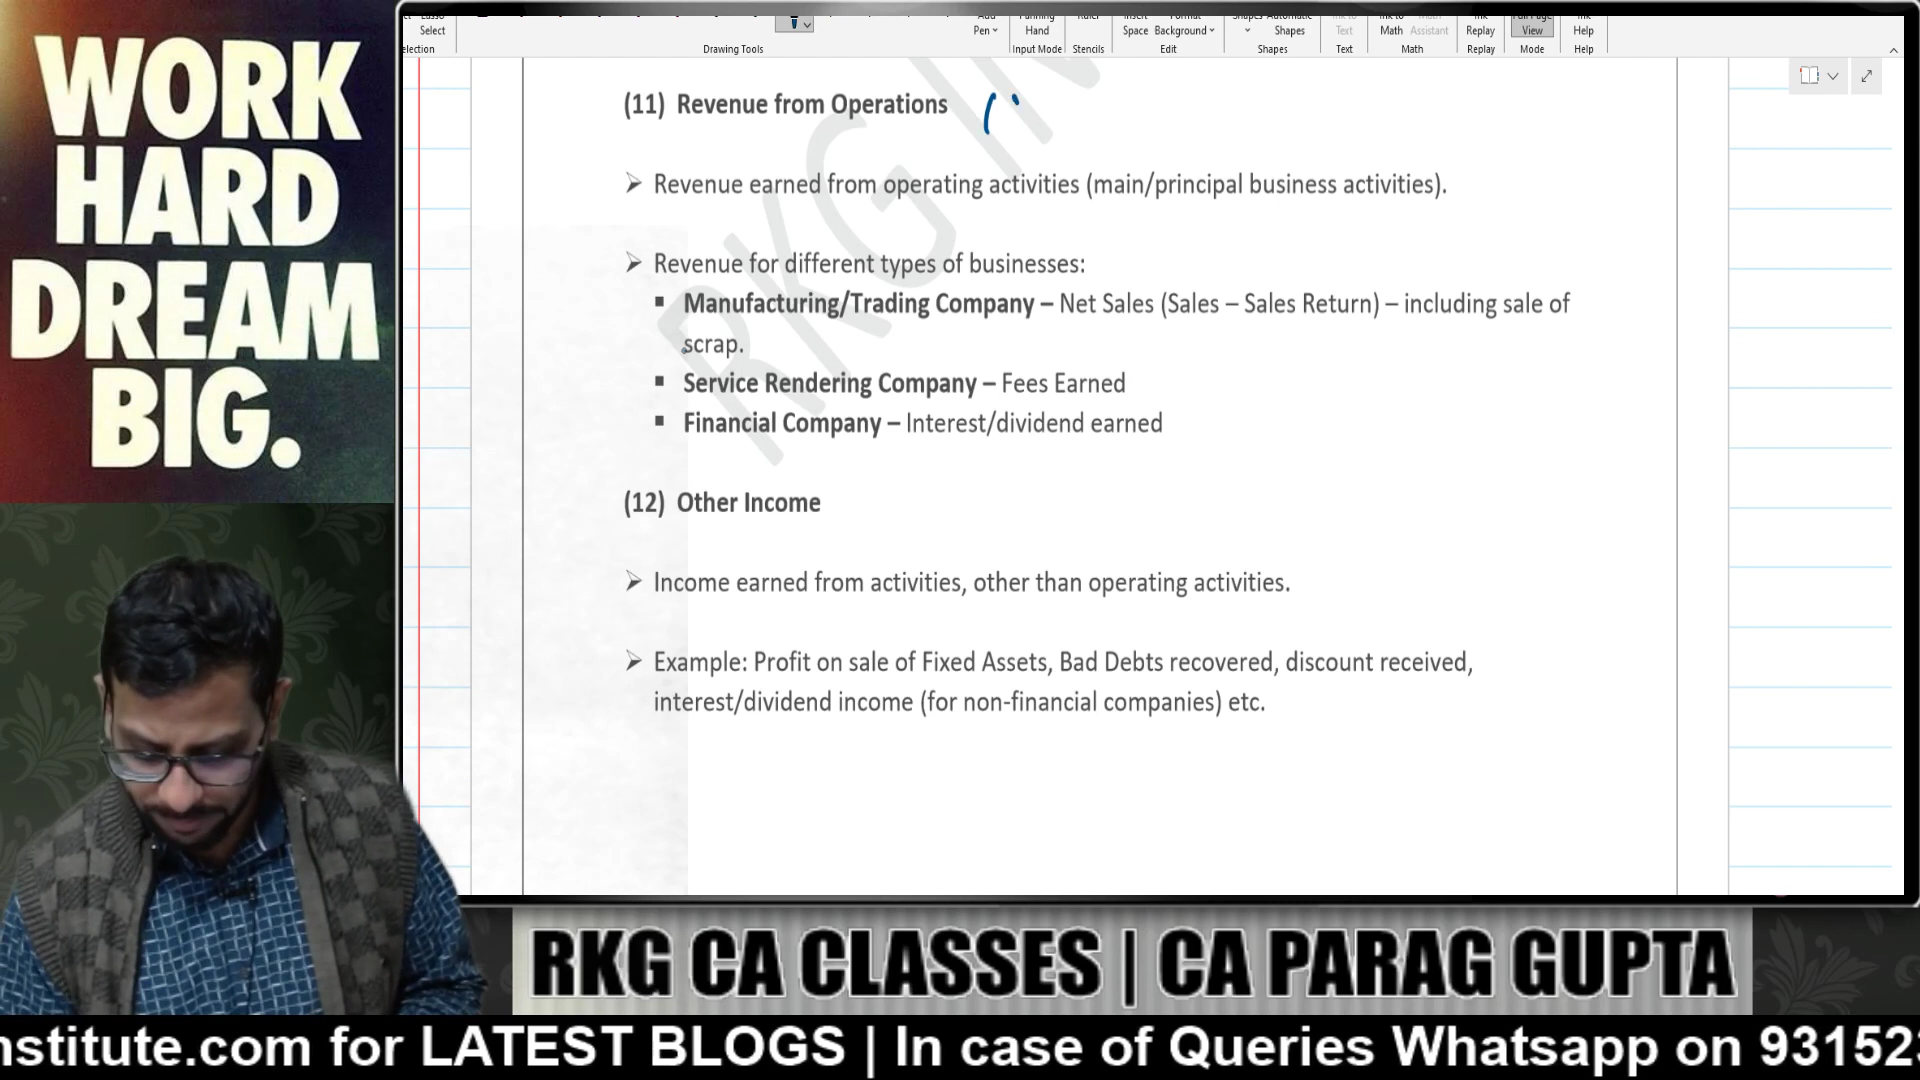 WORK
HARD
DREAM
BIG.
Select
Pen
Hand
Space Background
Shapes
Text
Math Assistant
Replay
View
Help
Drawing Tools
Input Mode
Stencils
Edit
Shapes
Text
Math
Replay
Mode
Help
(11) Revenue from Operations
➢ Revenue earned from operating activities (main/principal business activities).
➢ Revenue for different types of businesses:
▪ Manufacturing/Trading Company – Net Sales (Sales – Sales Return) – including sale of
scrap.
▪ Service Rendering Company – Fees Earned
▪ Financial Company – Interest/dividend earned
(12) Other Income
➢ Income earned from activities, other than operating activities.
➢ Example: Profit on sale of Fixed Assets, Bad Debts recovered, discount received,
interest/dividend income (for non-financial companies) etc.
RKG
RKG CA CLASSES | CA PARAG GUPTA
nstitute.com for LATEST BLOGS | In case of Queries Whatsapp on 93152